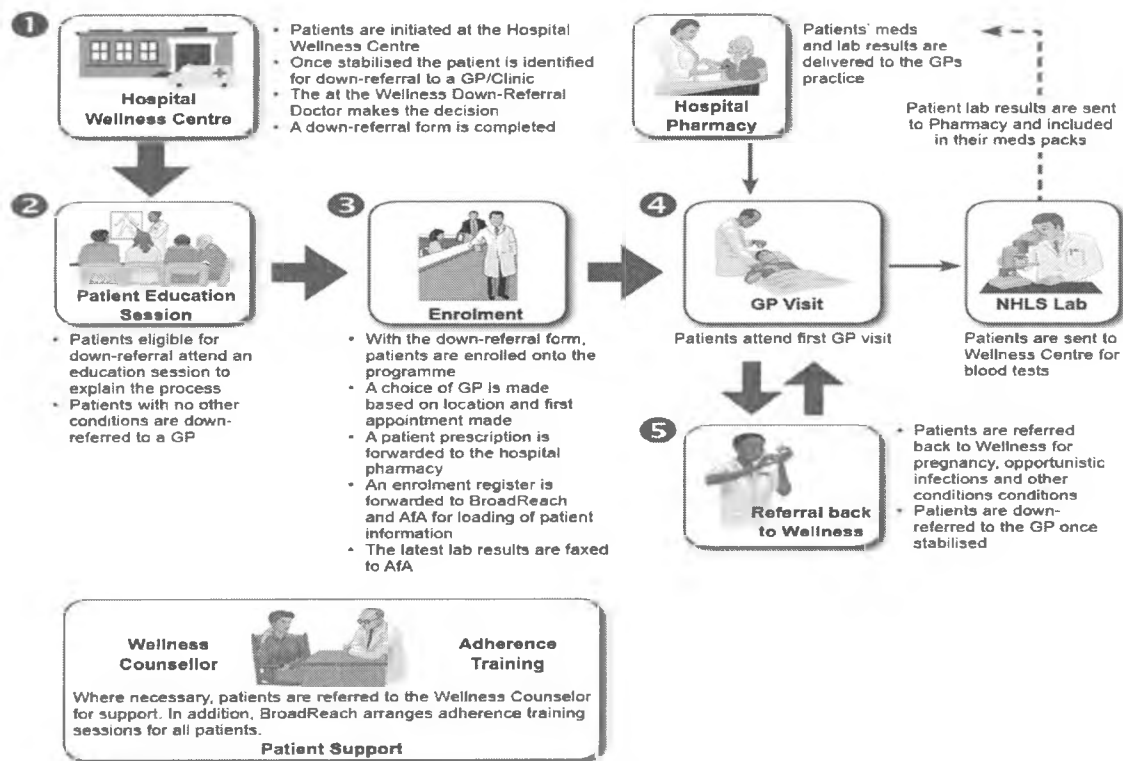 1
Hospital
Wellness Centre
• Patients are initiated at the Hospital
Wellness Centre
• Once stabilised the patient is identified
for down-referral to a GP/Clinic
• The at the Wellness Down-Referral
Doctor makes the decision
• A down-referral form is completed
Hospital
Pharmacy
Patients' meds
and lab results are
delivered to the GPs
practice
Patient lab results are sent
to Pharmacy and included
in their meds packs
2
Patient Education
Session
• Patients eligible for
down-referral attend an
education session to
explain the process
• Patients with no other
conditions are down-
referred to a GP
3
Enrolment
• With the down-referral form,
patients are enrolled onto the
programme
• A choice of GP is made
based on location and first
appointment made
• A patient prescription is
forwarded to the hospital
pharmacy
• An enrolment register is
forwarded to BroadReach
and AfA for loading of patient
information
• The latest lab results are faxed
to AfA
4
GP Visit
Patients attend first GP visit
NHLS Lab
Patients are sent to
Wellness Centre for
blood tests
5
Referral back
to Wellness
• Patients are referred
back to Wellness for
pregnancy, opportunistic
infections and other
conditions conditions
• Patients are down-
referred to the GP once
stabilised
Wellness
Counsellor
Adherence
Training
Where necessary, patients are referred to the Wellness Counselor
for support. In addition, BroadReach arranges adherence training
sessions for all patients.
Patient Support